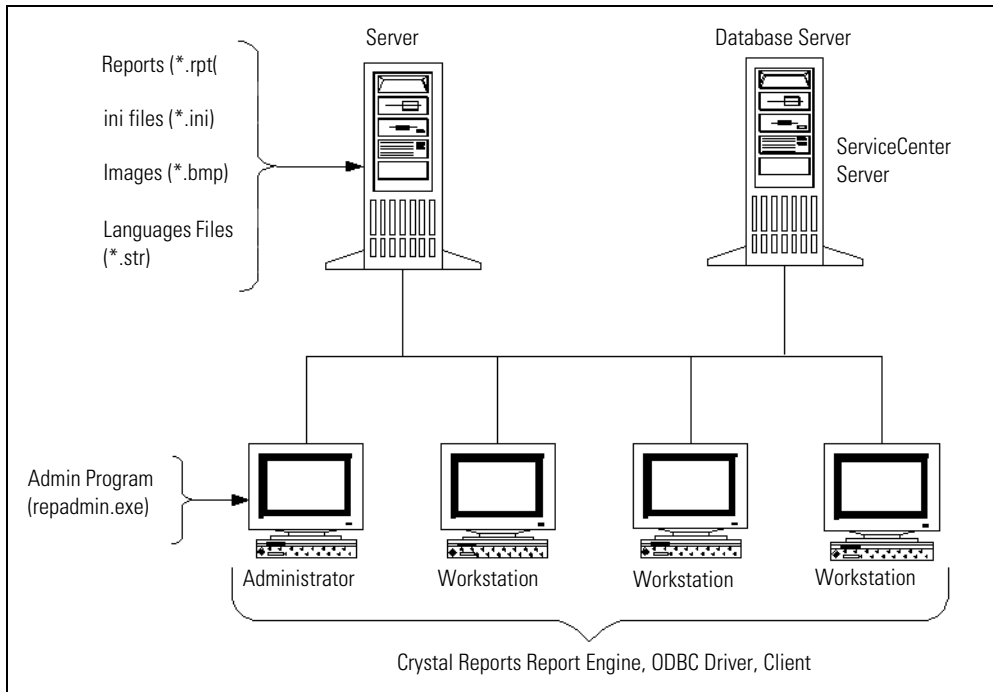 Server
Database Server
Reports (*.rpt(
ini files (*.ini)
Images (*.bmp)
Languages Files
(*.str)
ServiceCenter
Server
Admin Program
(repadmin.exe)
Administrator
Workstation
Workstation
Workstation
Crystal Reports Report Engine, ODBC Driver, Client